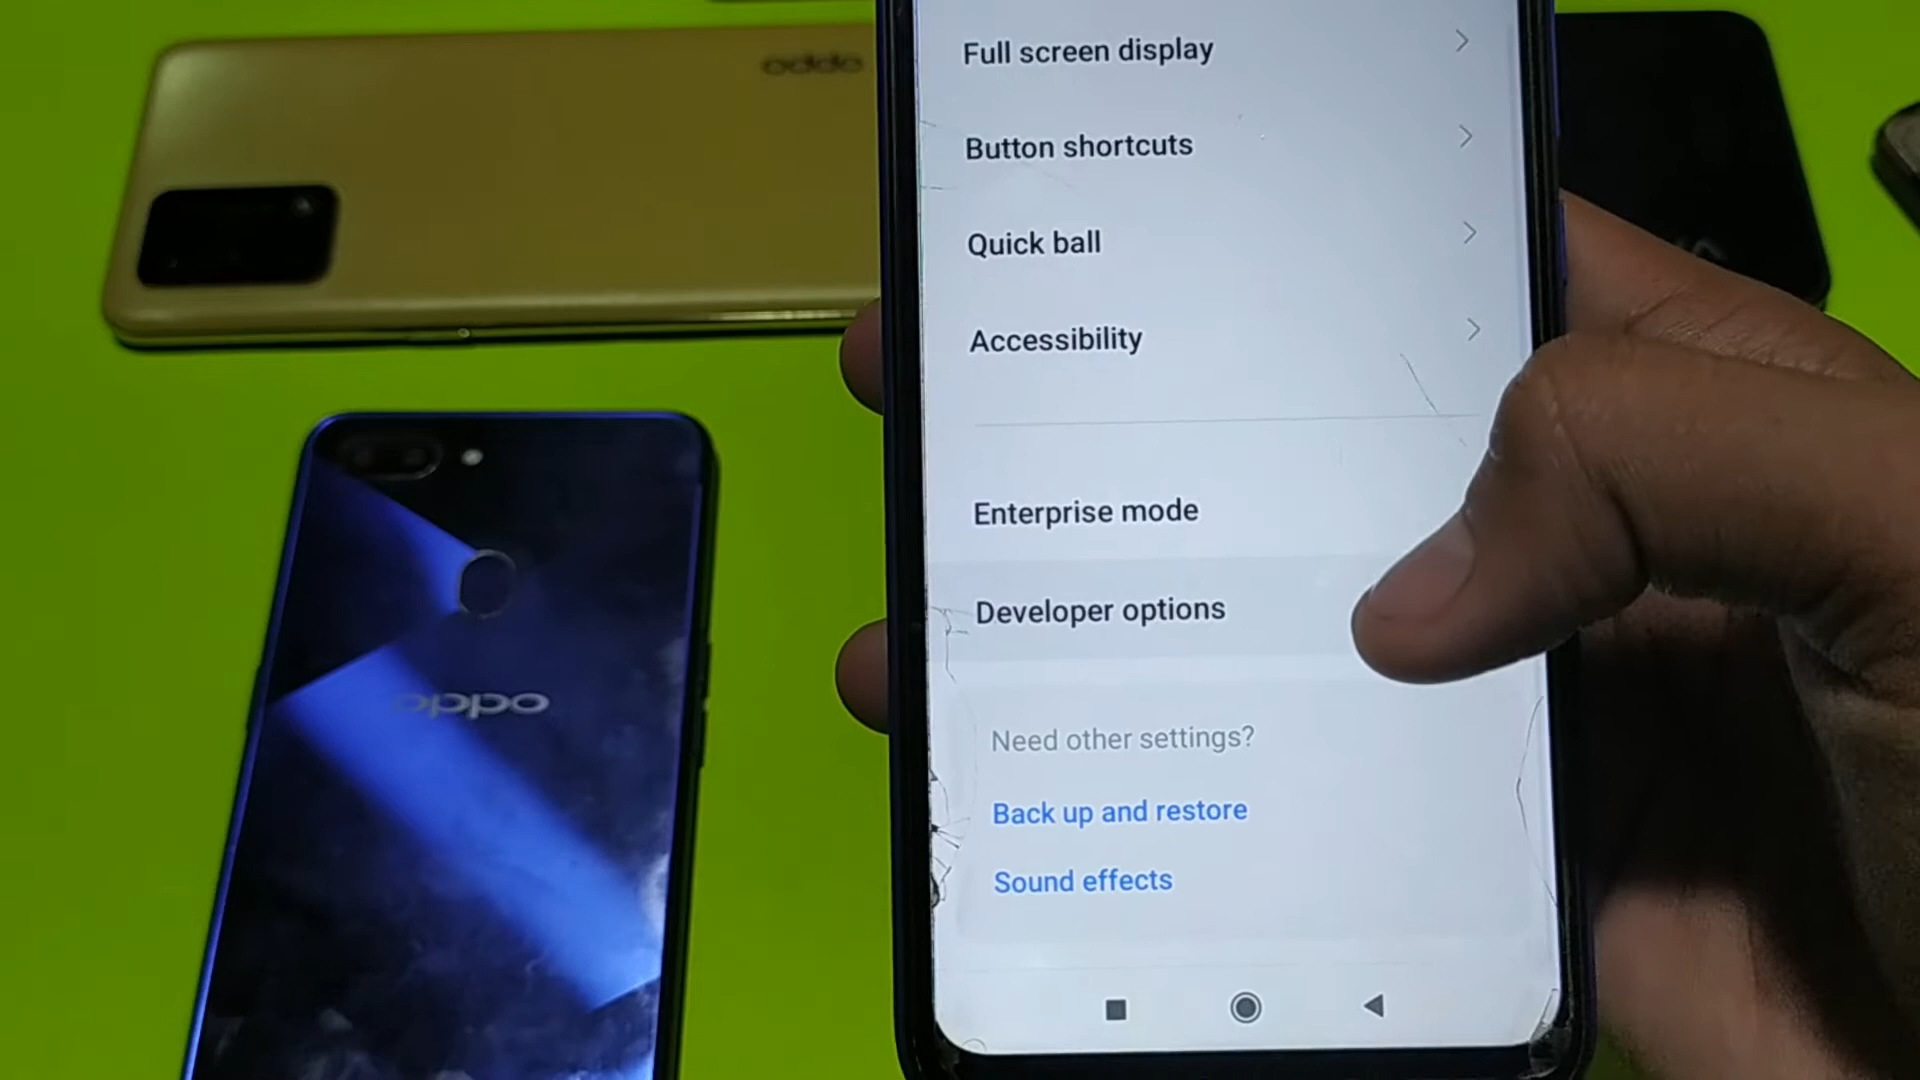 oppo
Full screen display
Button shortcuts
Quick ball
Accessibility
Enterprise mode
Developer options
Need other settings?
Back up and restore
Sound effects
oppo